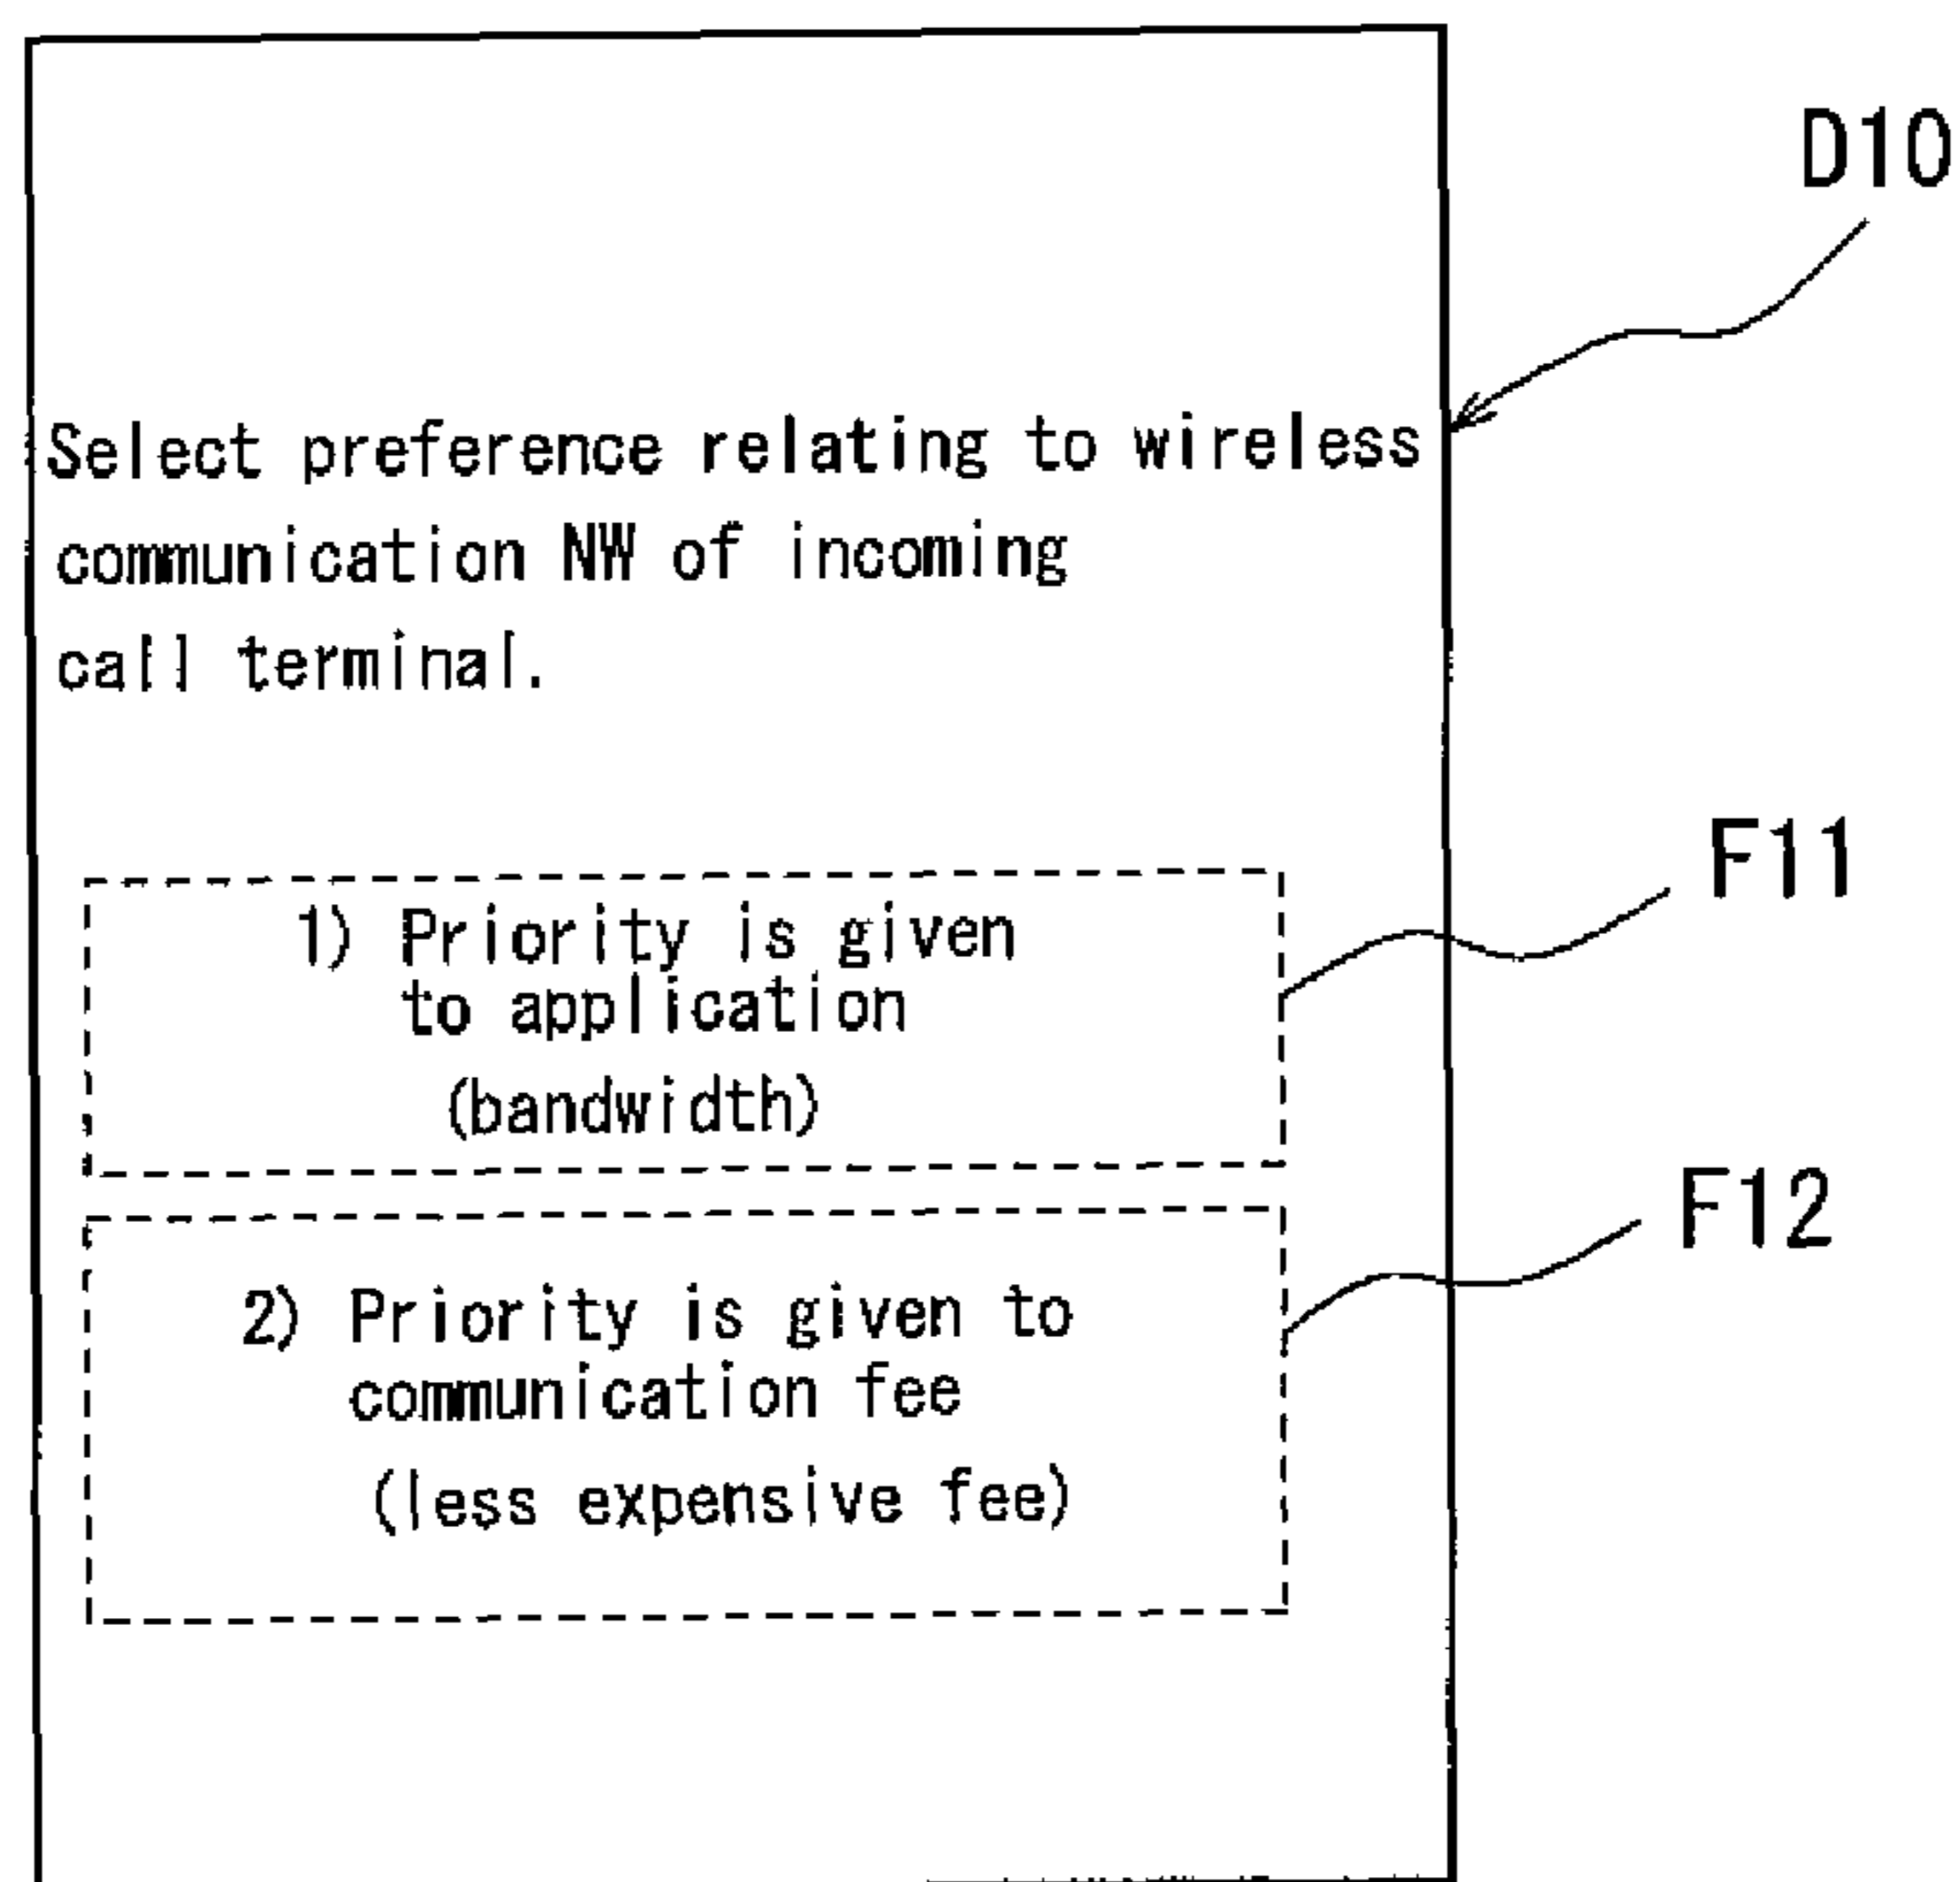 D10
Select preference relating to wireless
communication NW of incoming
call terminal.
F11
1) Priority is given
to application
(bandwidth)
F12
2) Priority is given to
communication fee
(less expensive fee)